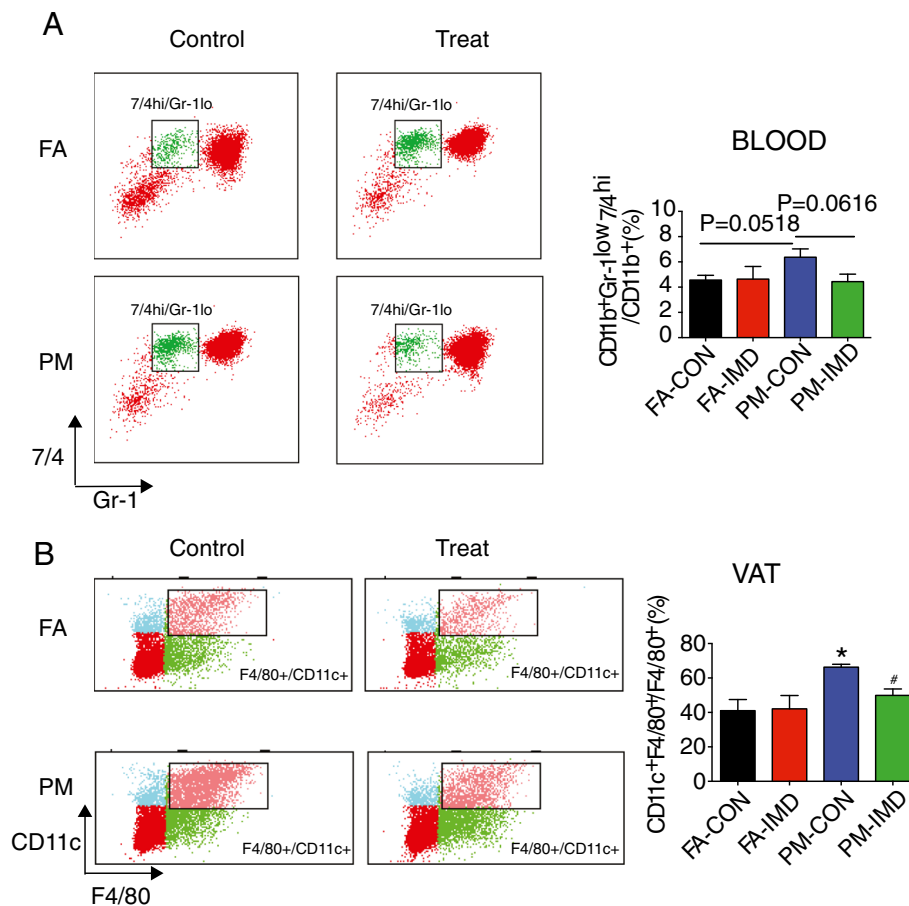 A
Control
Treat
FA
7/4hi/Gr-1lo
7/4hi/Gr-1lo
PM
7/4hi/Gr-1lo
7/4hi/Gr-1lo
7/4
Gr-1
BLOOD
CD11b+Gr-1low7/4hi
/CD11b+(%)
10
8
6
4
2
0
P=0.0518
P=0.0616
FA-CON
FA-IMD
PM-CON
PM-IMD
B
Control
Treat
FA
F4/80+/CD11c+
F4/80+/CD11c+
PM
F4/80+/CD11c+
F4/80+/CD11c+
CD11c
F4/80
VAT
CD11c+F4/80+/F4/80+(%)
80
60
40
20
0
*
#
FA-CON
FA-IMD
PM-CON
PM-IMD